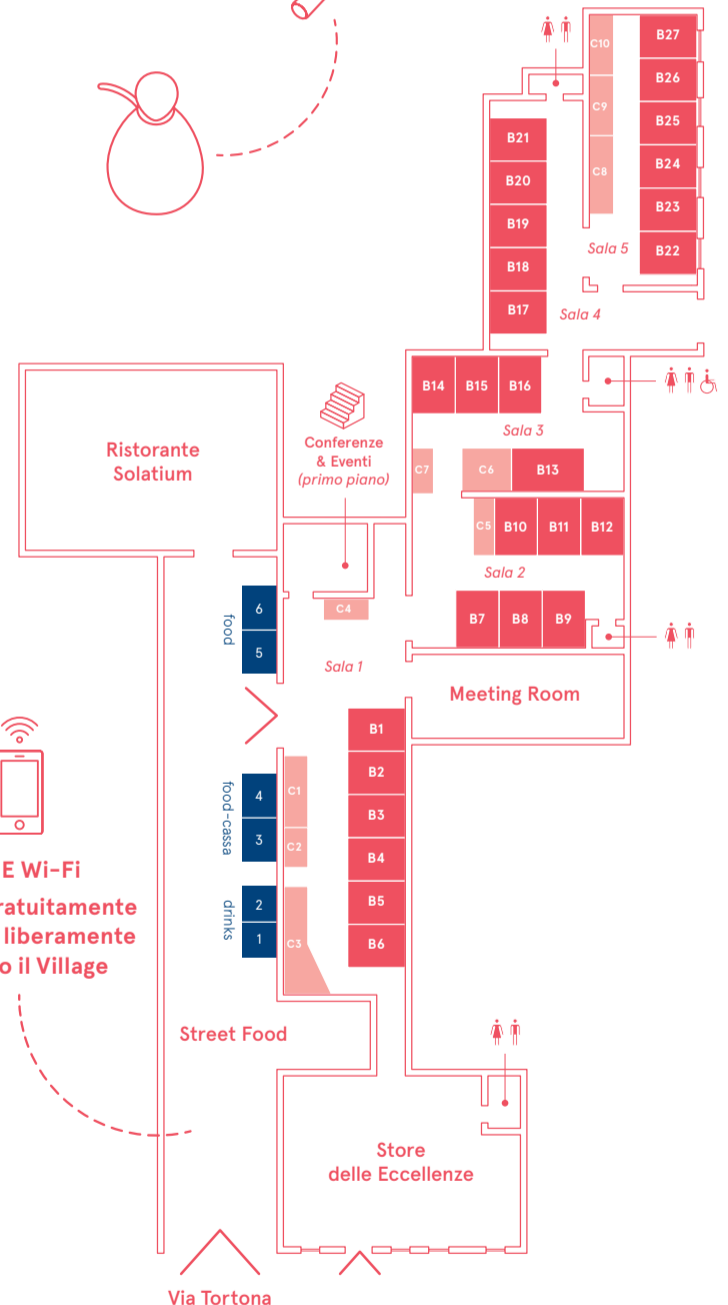 C10
B27
B26
C9
B25
B21
C8
B24
B20
B23
B19
Sala 5
B22
B18
B17
Sala 4
B14
B15
B16
Conferenze
& Eventi
(primo piano)
Sala 3
Ristorante
Solatium
C7
C6
B13
C5
B10
B11
B12
Sala 2
6
food
C4
B7
B8
B9
5
Sala 1
Meeting Room
B1
B2
C1
4
food-cassa
B3
3
C2
B4
E Wi-Fi
ratuitamente
liberamente
o il Village
2
drinks
B5
1
C3
B6
Street Food
Store
delle Eccellenze
Via Tortona